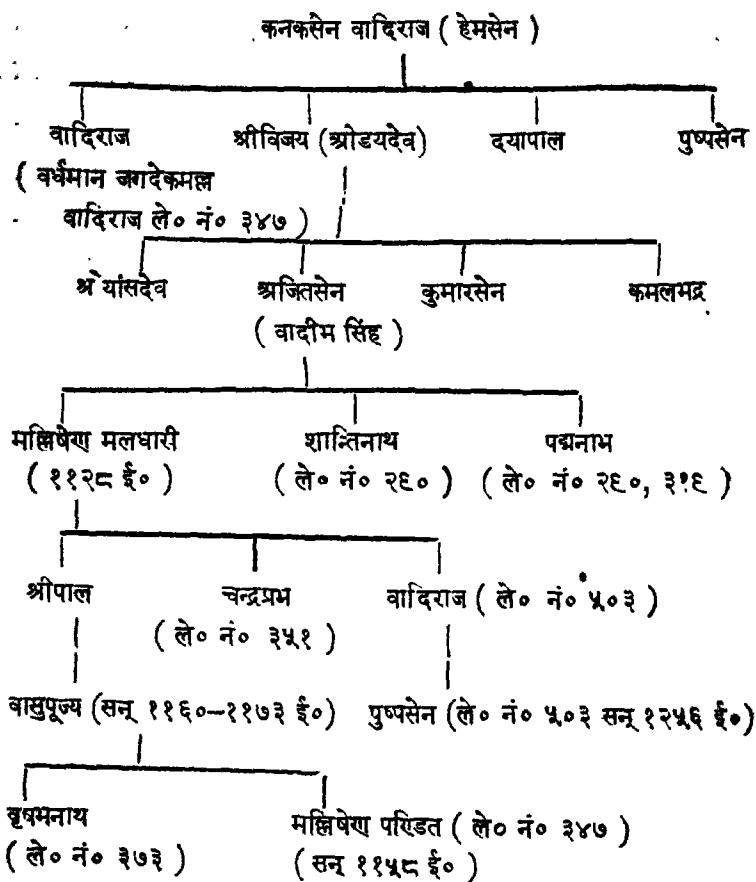 कनकसेन वादिराज ( हेमसेन )
वादिराज श्रीविजय (श्रोडयदेव) दयापाल पुष्पसेन
( वर्धमान जगदेकमल्ल
वादिराज ले० नं० ३४७ )
श्रेयांसदेव अजितसेन कुमारसेन कमलभद्र
( वादीभ सिंह )
मल्लिषेण मलधारी शान्तिनाथ पद्मनाभ
( ११२८ ई० ) ( ले० नं० २६० ) ( ले० नं० २६०, ३१६ )
श्रीपाल चन्द्रप्रभ वादिराज ( ले० नं० ५०३ )
( ले० नं० ३५१ )
वासुपूज्य (सन् ११६०–११७३ ई०) पुष्पसेन (ले० नं० ५०३ सन् १२५६ ई०)
वृषभनाथ मल्लिषेण पण्डित ( ले० नं० ३४७ )
( ले० नं० ३७३ ) ( सन् ११५८ ई० )